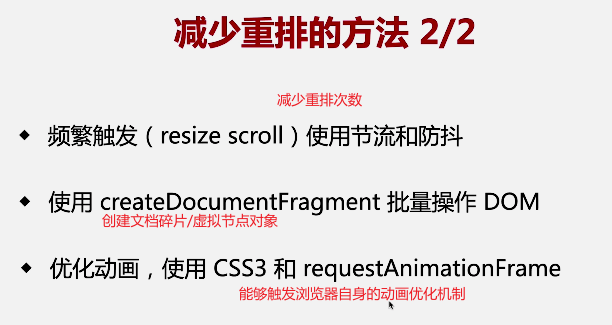 减少重排的方法 2/2
减少重排次数
◆ 频繁触发（resize scroll）使用节流和防抖
◆ 使用 createDocumentFragment 批量操作 DOM
创建文档碎片/虚拟节点对象
◆ 优化动画，使用 CSS3 和 requestAnimationFrame
能够触发浏览器自身的动画优化机制